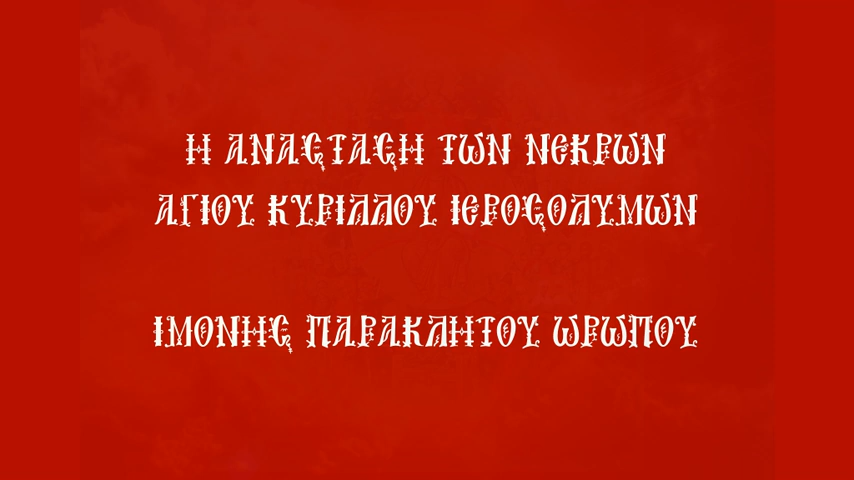 Η ΑΝΑΣΤΑΣΗ ΤΩΝ ΝΕΚΡΩΝ
ΑΓΙΟΥ ΚΥΡΙΛΛΟΥ ΙΕΡΟΣΟΛΥΜΩΝ
ΙΜΟΝΗΣ ΠΑΡΑΚΛΗΤΟΥ ΩΡΩΠΟΥ